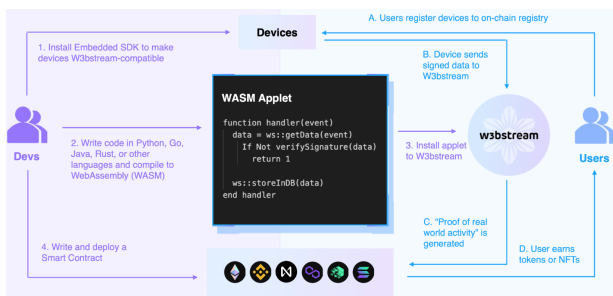 A. Users register devices to on-chain registry
Devices
1. Install Embedded SDK to make
devices W3bstream-compatible
B. Device sends
signed data to
W3bstream
WASM Applet
function handler(event)
data = ws::getData(event)
If Not verifySignature(data)
return 1
ws::storeInDB(data)
end handler
Devs
2. Write code in Python, Go,
Java, Rust, or other
languages and compile to
WebAssembly (WASM)
3. Install applet
to W3bstream
w3bstream
Users
C. "Proof of real
world activity" is
generated
4. Write and deploy a
Smart Contract
D. User earns
tokens or NFTs